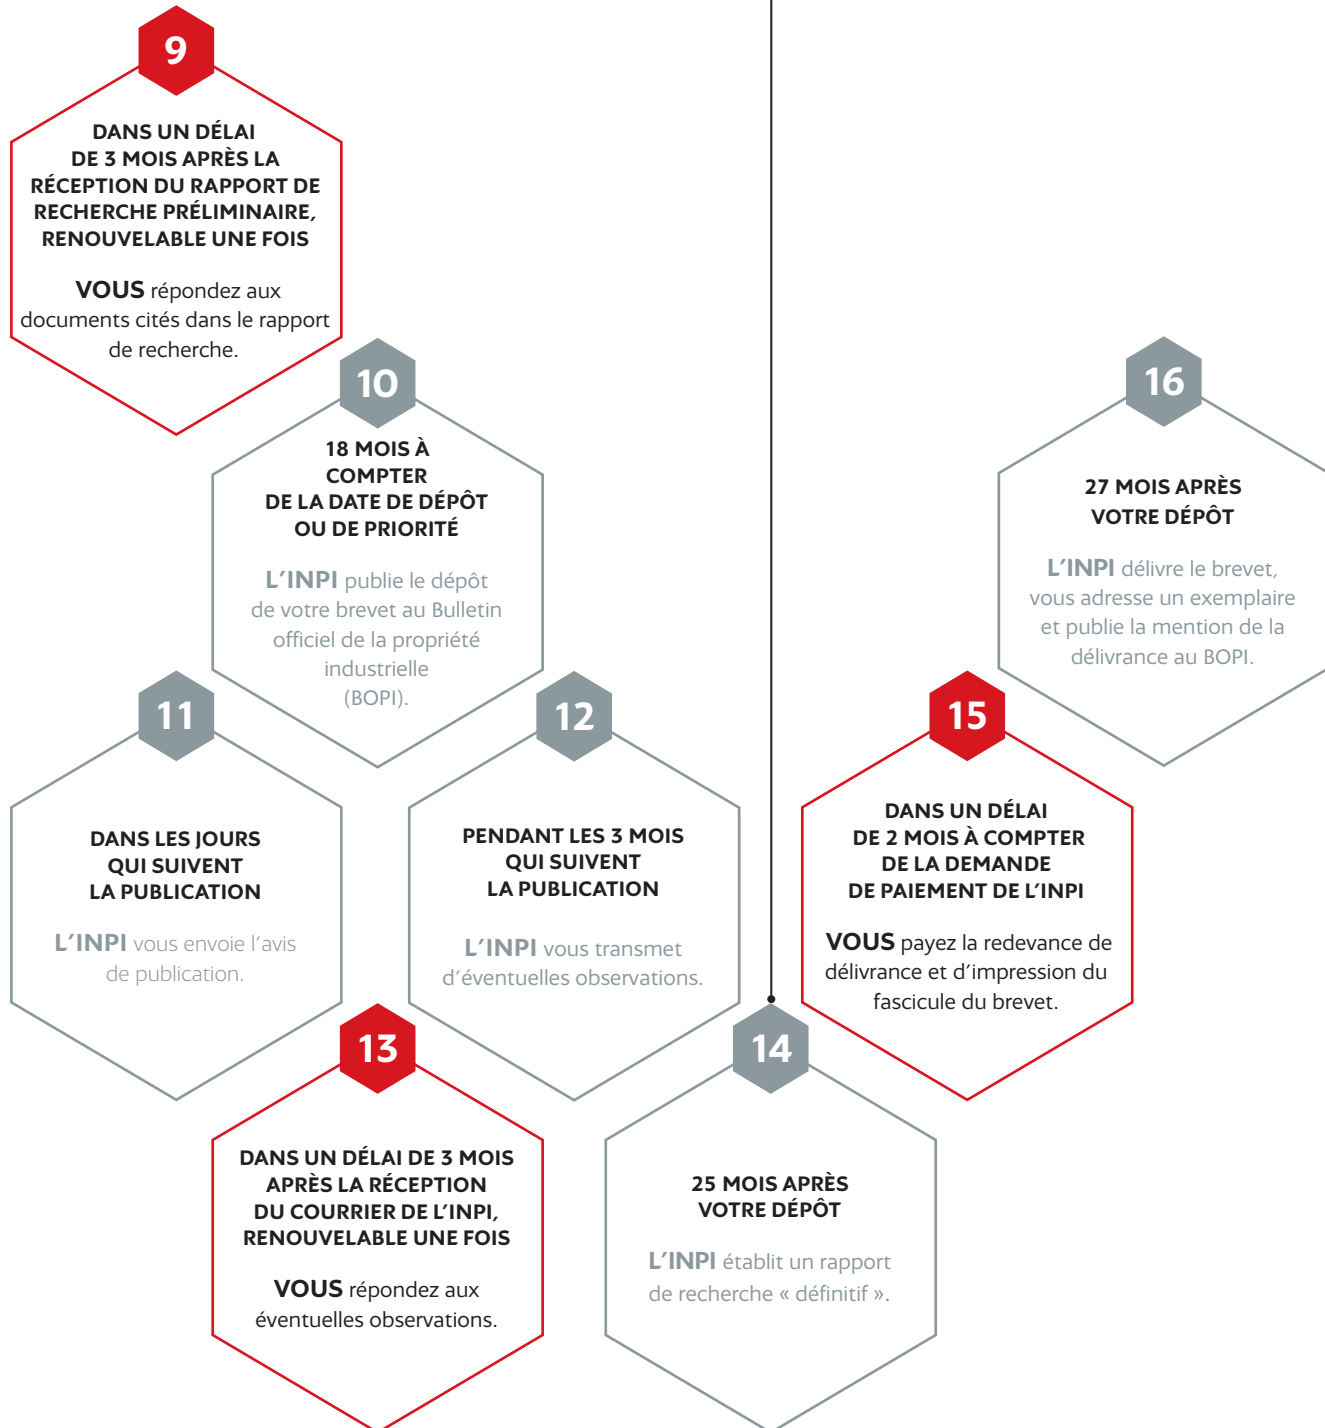 9
DANS UN DÉLAI
DE 3 MOIS APRÈS LA
RÉCEPTION DU RAPPORT DE
RECHERCHE PRÉLIMINAIRE,
RENOUVELABLE UNE FOIS
VOUS répondez aux
documents cités dans le rapport
de recherche.
10
18 MOIS À
COMPTER
DE LA DATE DE DÉPÔT
OU DE PRIORITÉ
L’INPI publie le dépôt
de votre brevet au Bulletin
officiel de la propriété
industrielle
(BOPI).
11
DANS LES JOURS
QUI SUIVENT
LA PUBLICATION
L’INPI vous envoie l’avis
de publication.
12
PENDANT LES 3 MOIS
QUI SUIVENT
LA PUBLICATION
L’INPI vous transmet
d’éventuelles observations.
13
DANS UN DÉLAI DE 3 MOIS
APRÈS LA RÉCEPTION
DU COURRIER DE L’INPI,
RENOUVELABLE UNE FOIS
VOUS répondez aux
éventuelles observations.
14
25 MOIS APRÈS
VOTRE DÉPÔT
L’INPI établit un rapport
de recherche « définitif ».
15
DANS UN DÉLAI
DE 2 MOIS À COMPTER
DE LA DEMANDE
DE PAIEMENT DE L’INPI
VOUS payez la redevance de
délivrance et d’impression du
fascicule du brevet.
16
27 MOIS APRÈS
VOTRE DÉPÔT
L’INPI délivre le brevet,
vous adresse un exemplaire
et publie la mention de la
délivrance au BOPI.